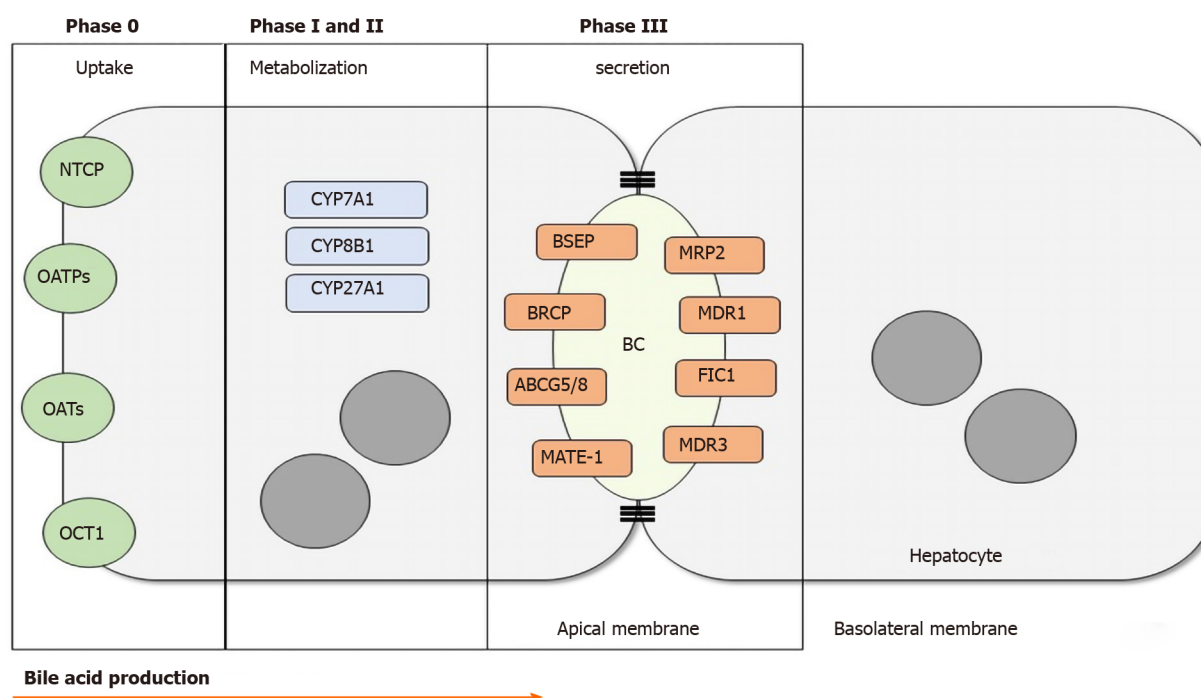 Phase 0
Phase I and II
Phase III
Uptake
Metabolization
secretion
NTCP
OATPs
OATs
OCT1
CYP7A1
CYP8B1
CYP27A1
BSEP
MRP2
BRCP
MDR1
BC
ABCG5/8
FIC1
MATE-1
MDR3
Hepatocyte
Apical membrane
Basolateral membrane
Bile acid production